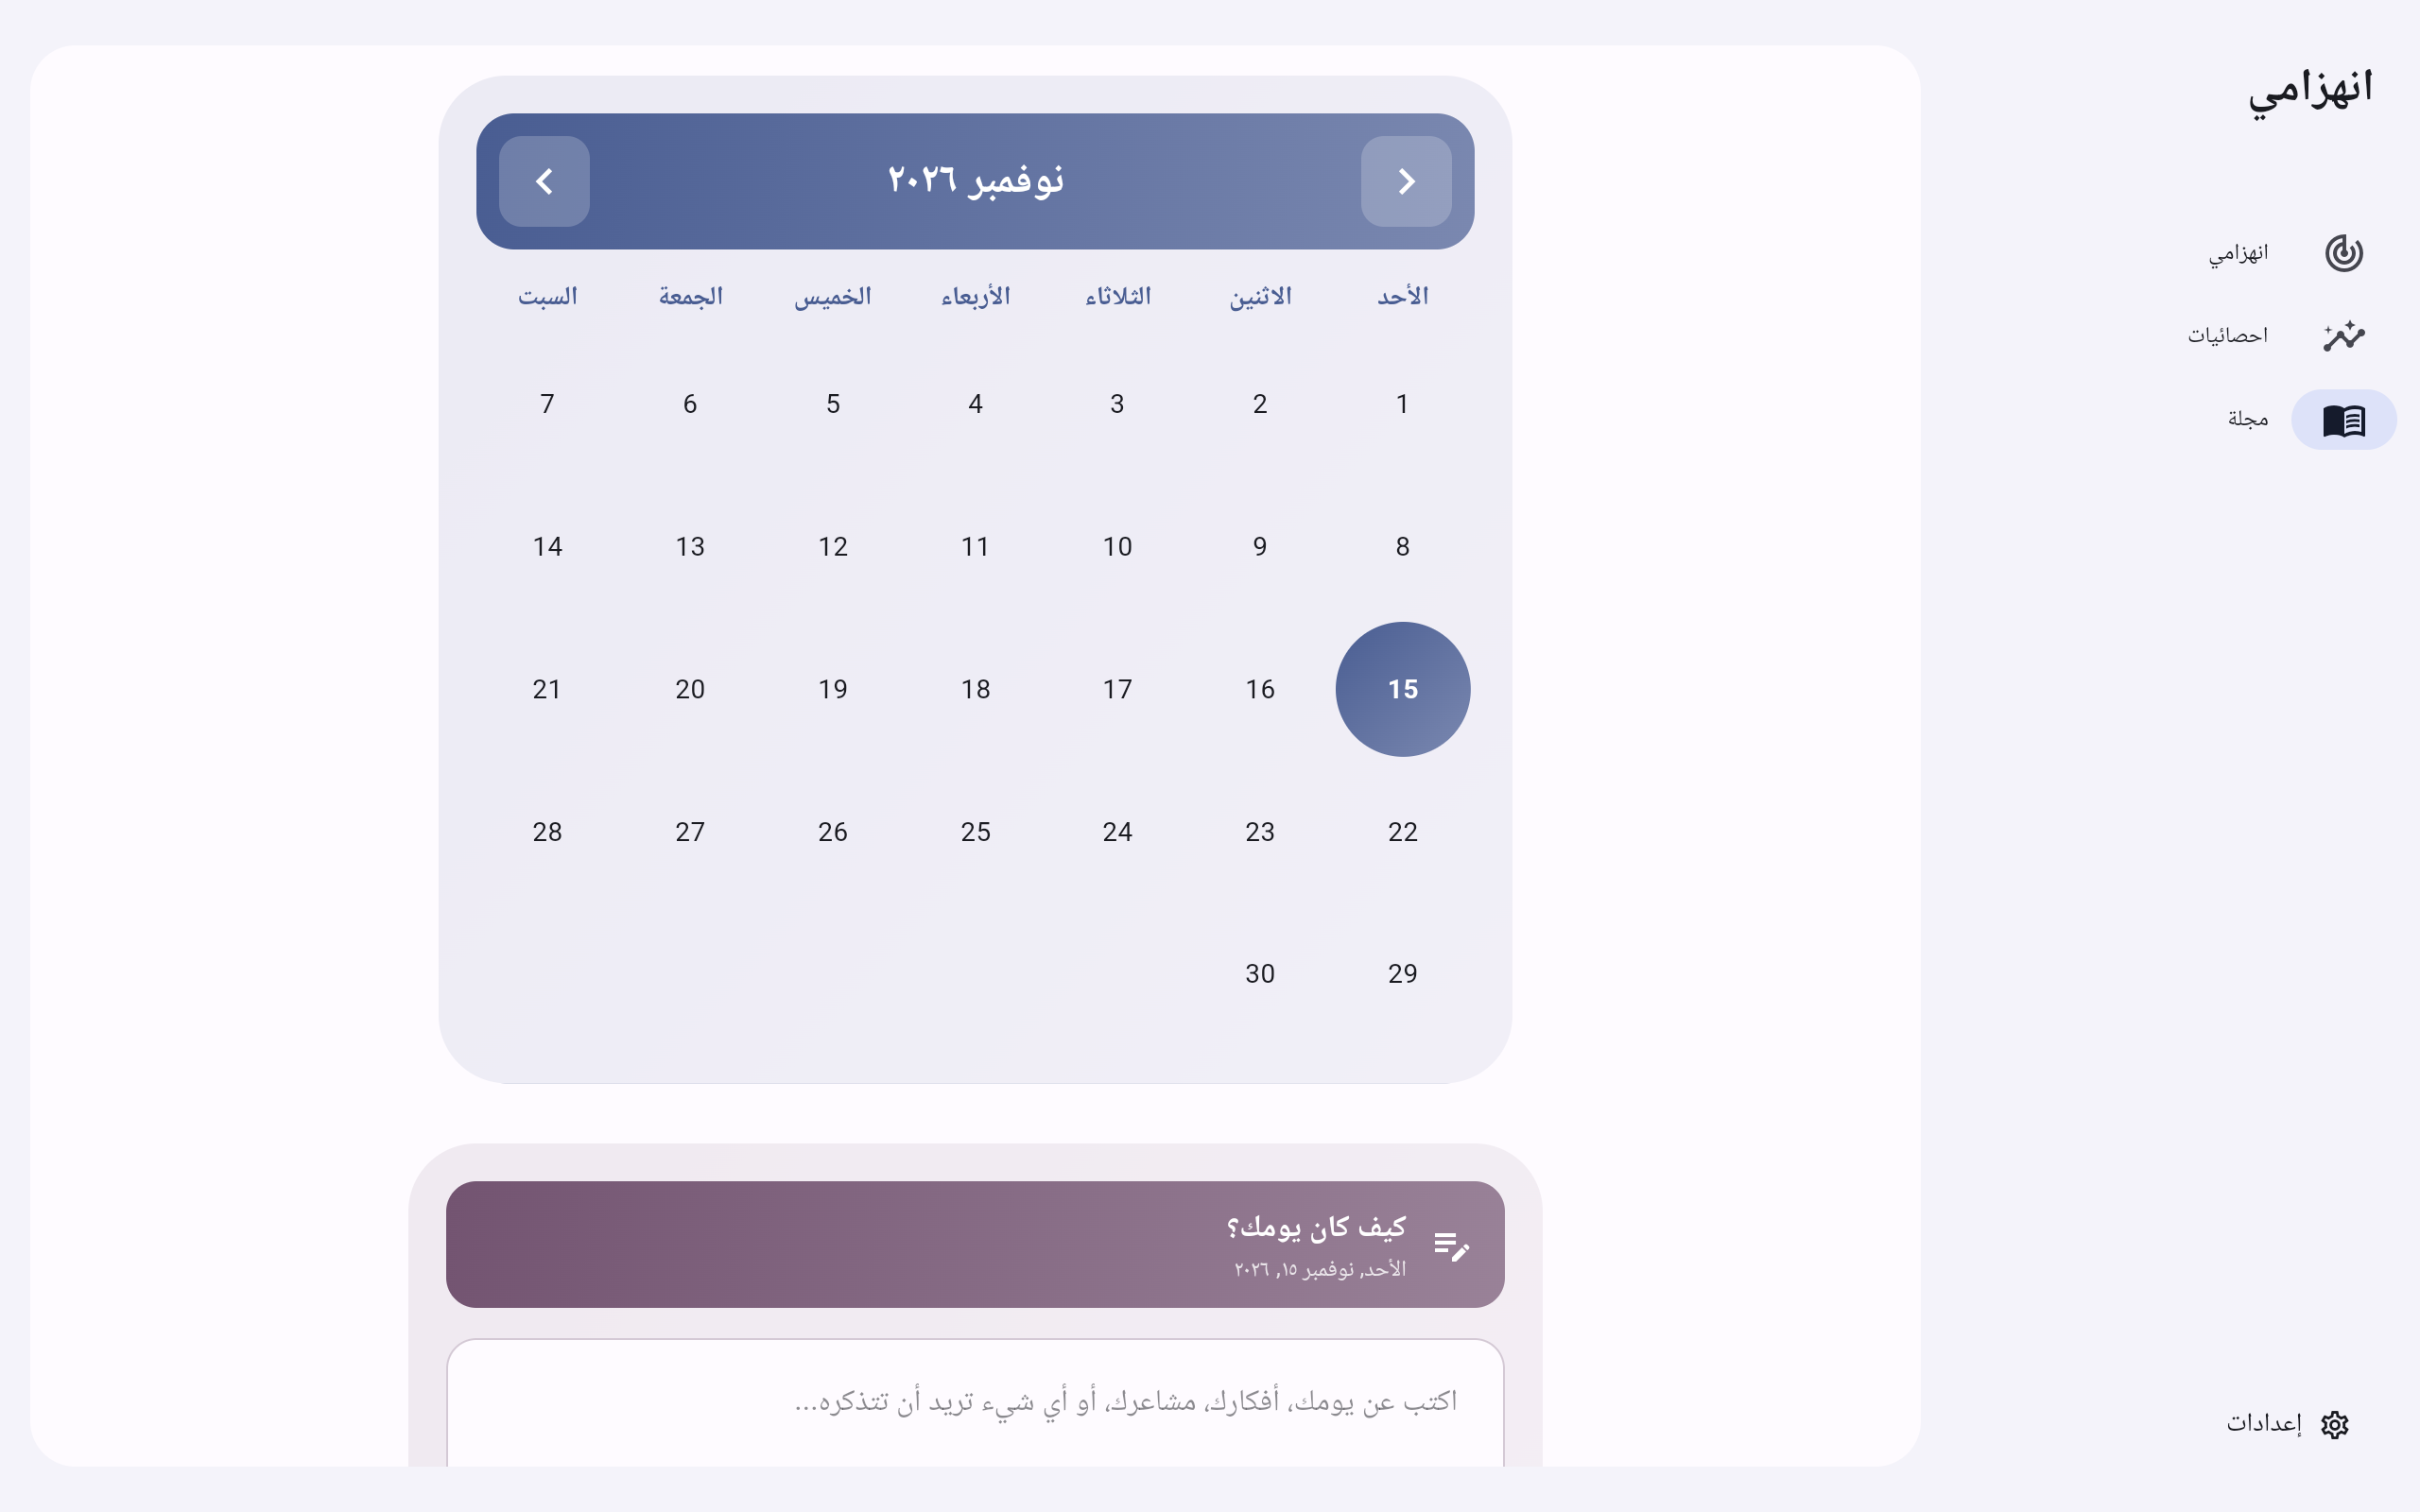 انهزامي
انهزامي
احصائيات
مجلة
إعدادات
نوفمبر ٢٠٢٦
الأحد الاثنين الثلاثاء الأربعاء الخميس الجمعة السبت
1 2 3 4 5 6 7
8 9 10 11 12 13 14
15 16 17 18 19 20 21
22 23 24 25 26 27 28
29 30
كيف كان يومك؟
الأحد, نوفمبر ١٥, ٢٠٢٦
اكتب عن يومك، أفكارك، مشاعرك، أو أي شيء تريد أن تتذكره...